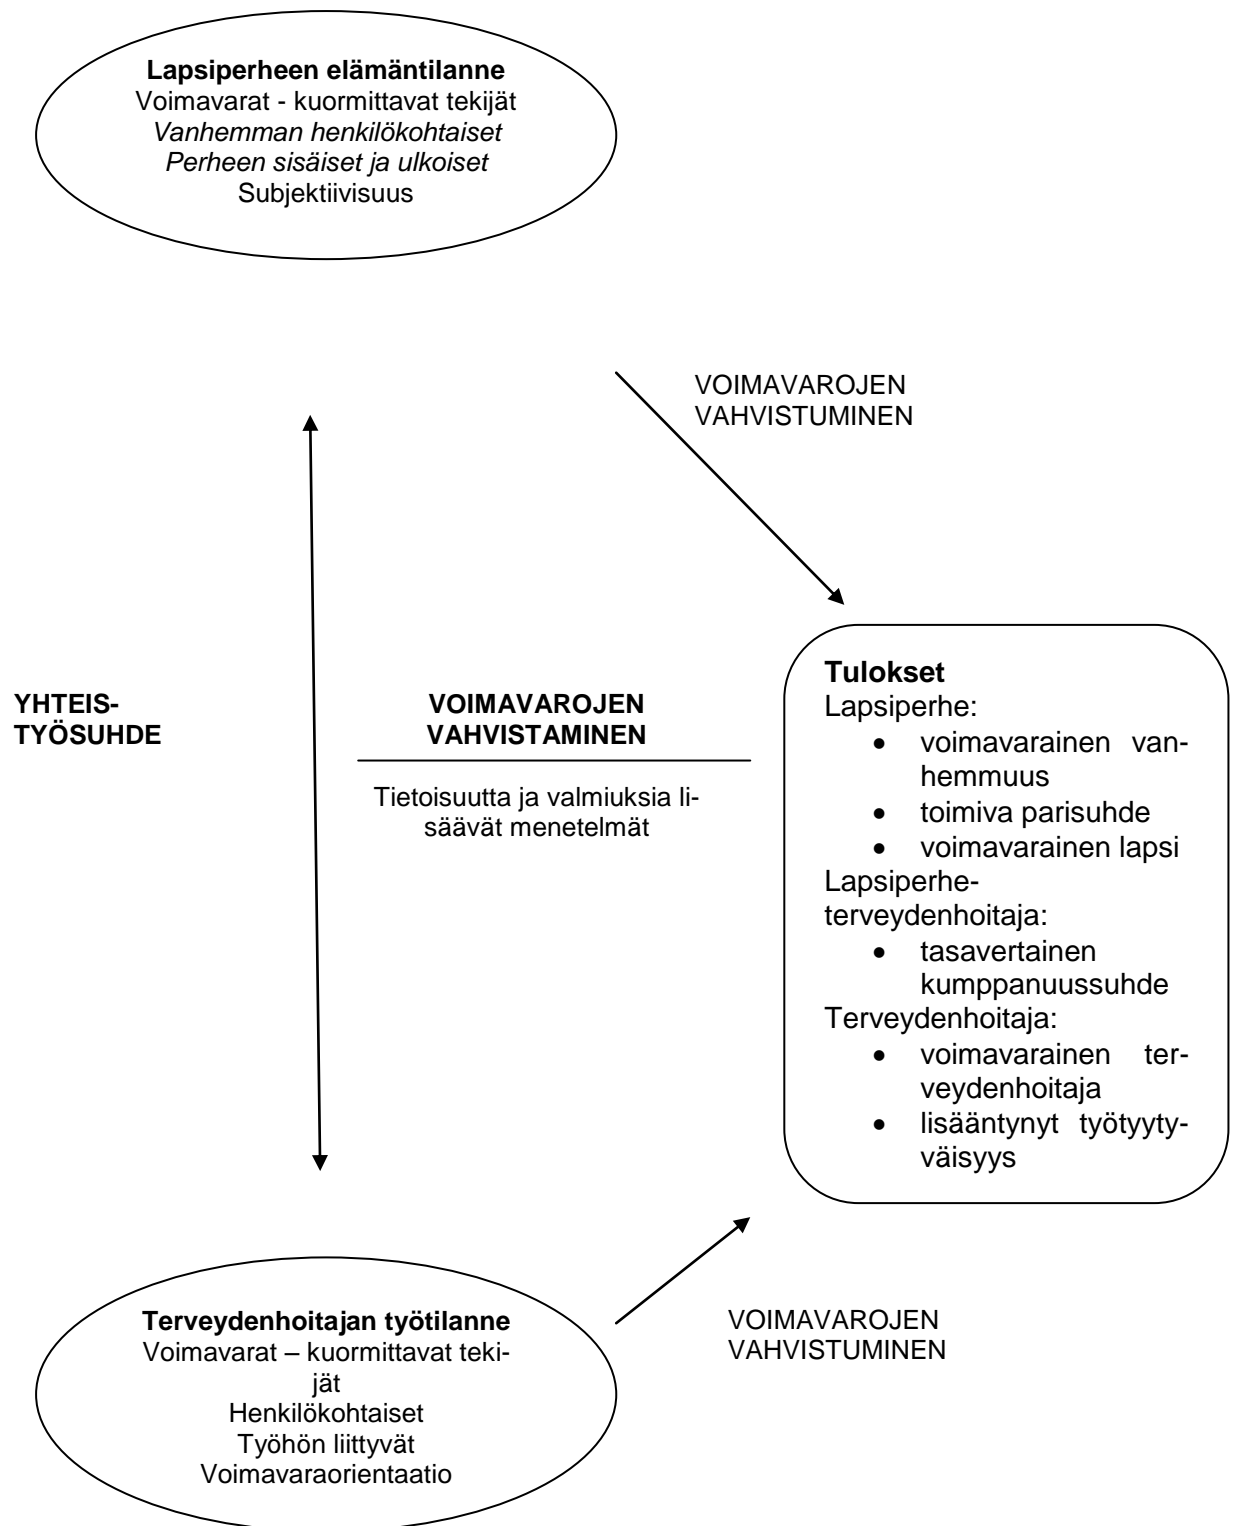 Lapsiperheen elämäntilanne
Voimavarat - kuormittavat tekijät
Vanhemman henkilökohtaiset
Perheen sisäiset ja ulkoiset
Subjektiivisuus
VOIMAVAROJEN
VAHVISTUMINEN
YHTEIS-
TYÖSUHDE
VOIMAVAROJEN
VAHVISTAMINEN
Tietoisuutta ja valmiuksia li-
säävät menetelmät
Tulokset
Lapsiperhe:
• voimavarainen van-
hemmuus
• toimiva parisuhde
• voimavarainen lapsi
Lapsiperhe-
terveydenhoitaja:
• tasavertainen
kumppanuussuhde
Terveydenhoitaja:
• voimavarainen ter-
veydenhoitaja
• lisääntynyt työtyyty-
väisyys
Terveydenhoitajan työtilanne
Voimavarat – kuormittavat teki-
jät
Henkilökohtaiset
Työhön liittyvät
Voimavaraorientaatio
VOIMAVAROJEN
VAHVISTUMINEN